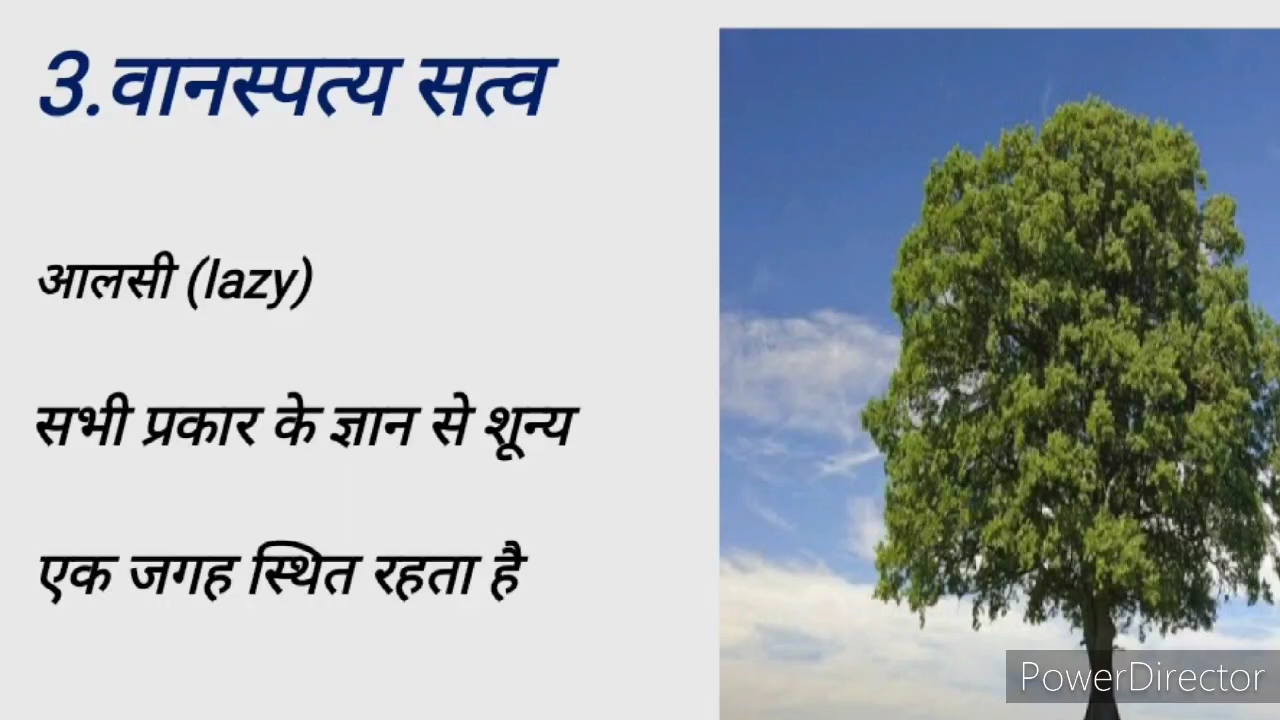 3.वानस्पत्य सत्व
आलसी (lazy)
सभी प्रकार के ज्ञान से शून्य
एक जगह स्थित रहता है
PowerDirector